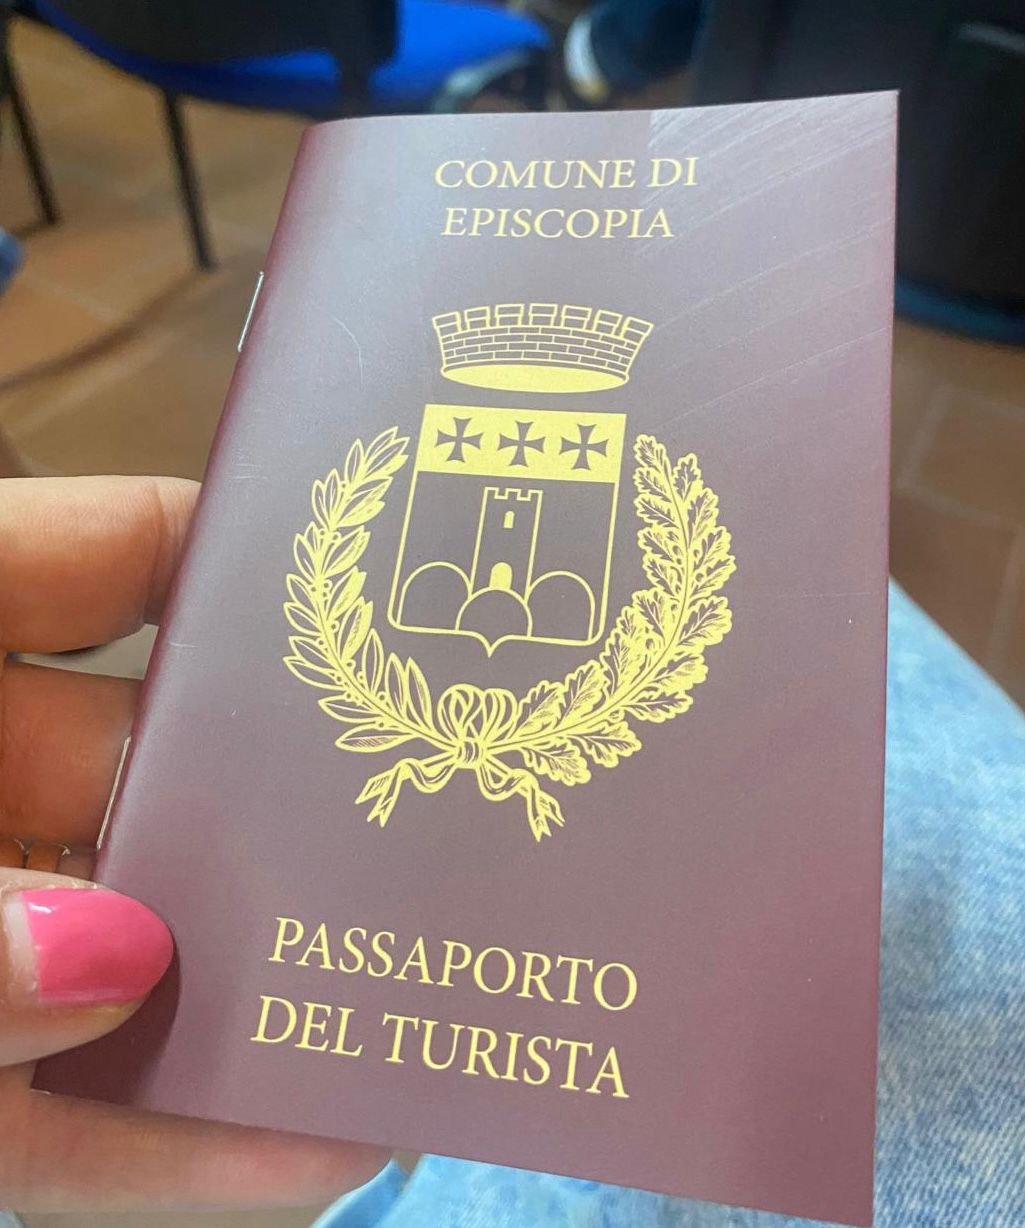 COMUNE DI
EPISCOPIA
PASSAPORTO
DEL TURISTA